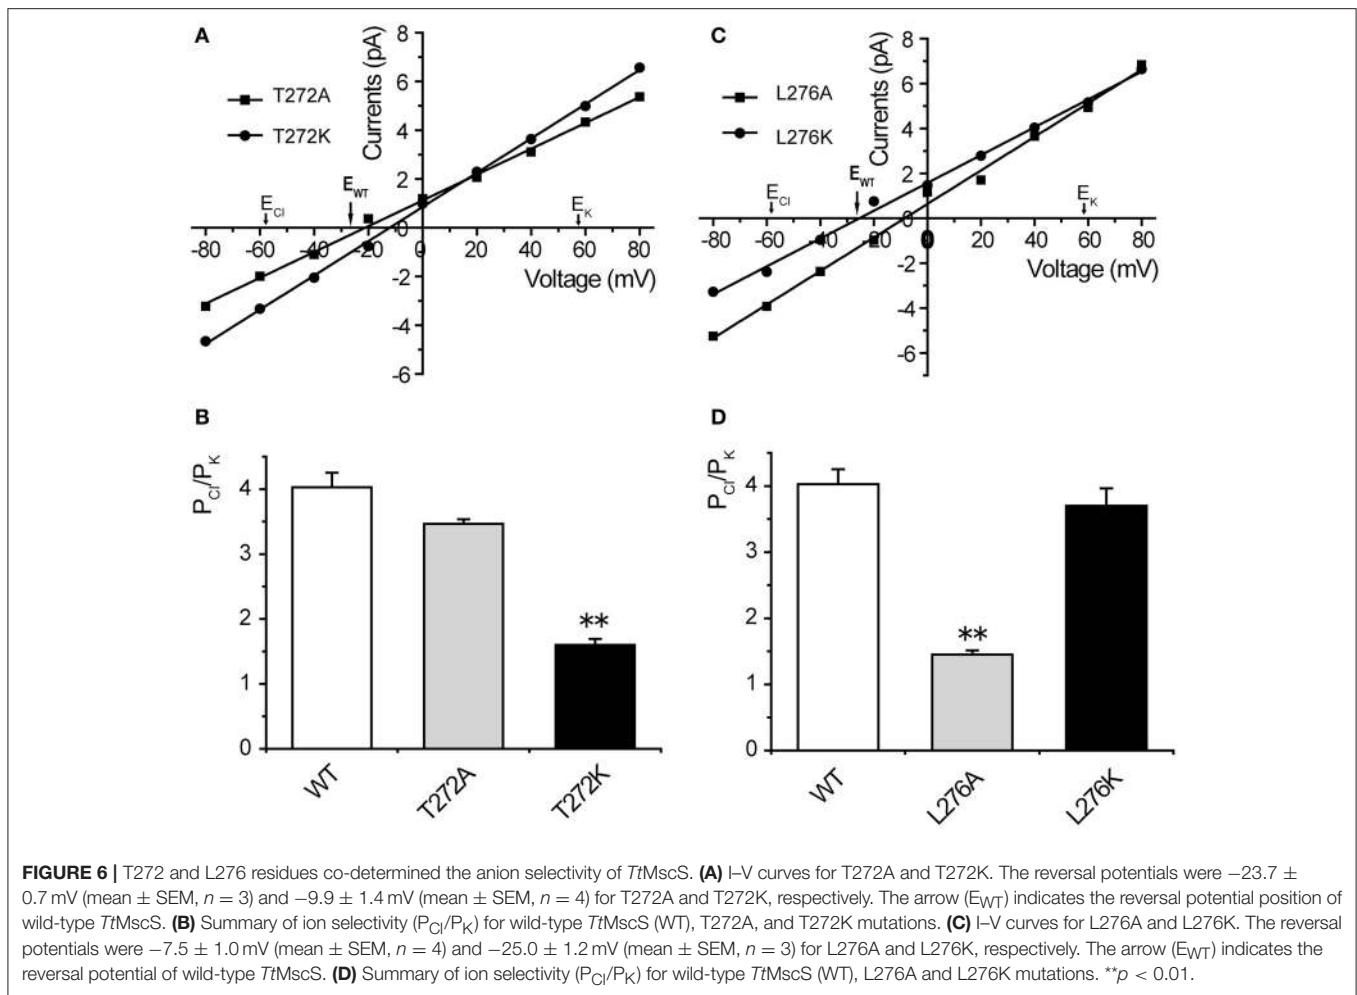 A
Currents (pA)
8
6
4
2
0
-2
-4
-6
T272A
T272K
E_Cl
E_WT
E_K
-80 -60 -40 -20 0 20 40 60 80
Voltage (mV)
C
Currents (pA)
8
6
4
2
0
-2
-4
-6
L276A
L276K
E_Cl
E_WT
E_K
-80 -60 -40 -20 0 20 40 60 80
Voltage (mV)
B
P_Cl/P_K
4
3
2
1
0
**
WT T272A T272K
D
P_Cl/P_K
4
3
2
1
0
**
WT L276A L276K
FIGURE 6 | T272 and L276 residues co-determined the anion selectivity of TtMscS. (A) I–V curves for T272A and T272K. The reversal potentials were −23.7 ±
0.7 mV (mean ± SEM, n = 3) and −9.9 ± 1.4 mV (mean ± SEM, n = 4) for T272A and T272K, respectively. The arrow (E_WT) indicates the reversal potential position of
wild-type TtMscS. (B) Summary of ion selectivity (P_Cl/P_K) for wild-type TtMscS (WT), T272A, and T272K mutations. (C) I–V curves for L276A and L276K. The reversal
potentials were −7.5 ± 1.0 mV (mean ± SEM, n = 4) and −25.0 ± 1.2 mV (mean ± SEM, n = 3) for L276A and L276K, respectively. The arrow (E_WT) indicates the
reversal potential of wild-type TtMscS. (D) Summary of ion selectivity (P_Cl/P_K) for wild-type TtMscS (WT), L276A and L276K mutations. **p < 0.01.